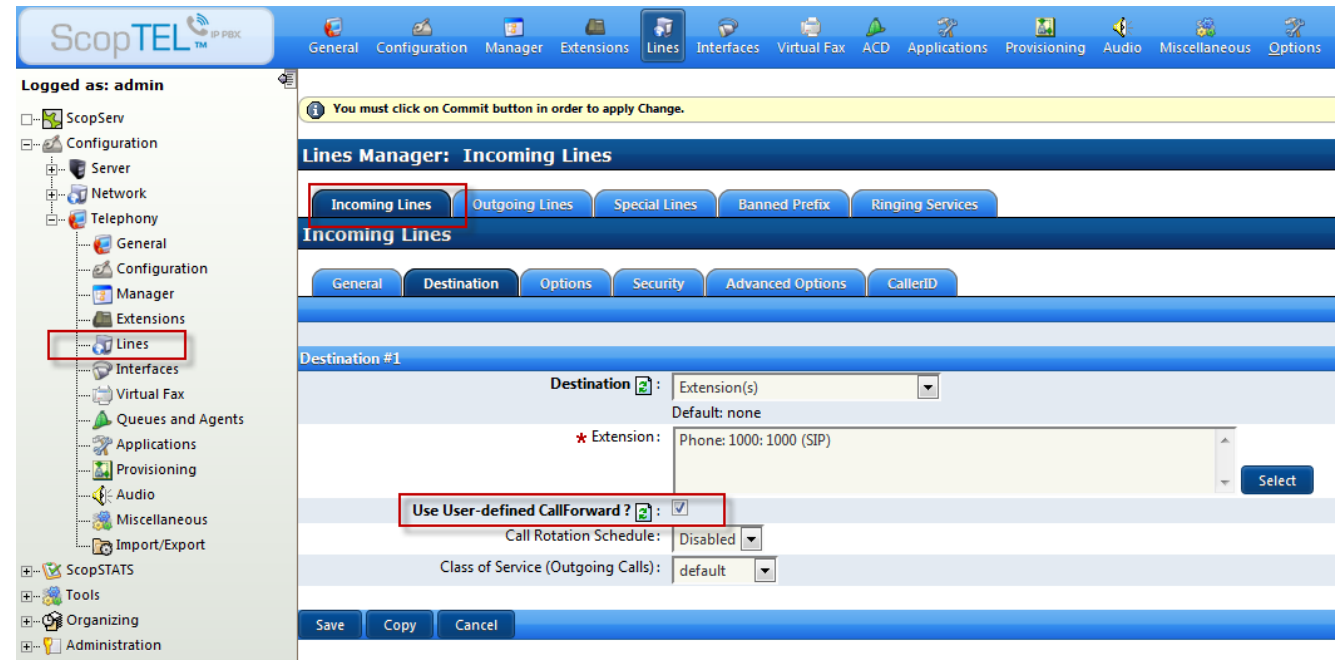 ScopTEL™ IP PBX
General Configuration Manager Extensions Lines Interfaces Virtual Fax ACD Applications Provisioning Audio Miscellaneous Options
Logged as: admin
ScopServ
Configuration
Server
Network
Telephony
General
Configuration
Manager
Extensions
Lines
Interfaces
Virtual Fax
Queues and Agents
Applications
Provisioning
Audio
Miscellaneous
Import/Export
ScopSTATS
Tools
Organizing
Administration
You must click on Commit button in order to apply Change.
Lines Manager: Incoming Lines
Incoming Lines Outgoing Lines Special Lines Banned Prefix Ringing Services
Incoming Lines
General Destination Options Security Advanced Options CallerID
Destination #1
Destination : Extension(s)
Default: none
* Extension: Phone: 1000: 1000 (SIP)
Select
Use User-defined CallForward ? :
Call Rotation Schedule: Disabled
Class of Service (Outgoing Calls): default
Save Copy Cancel